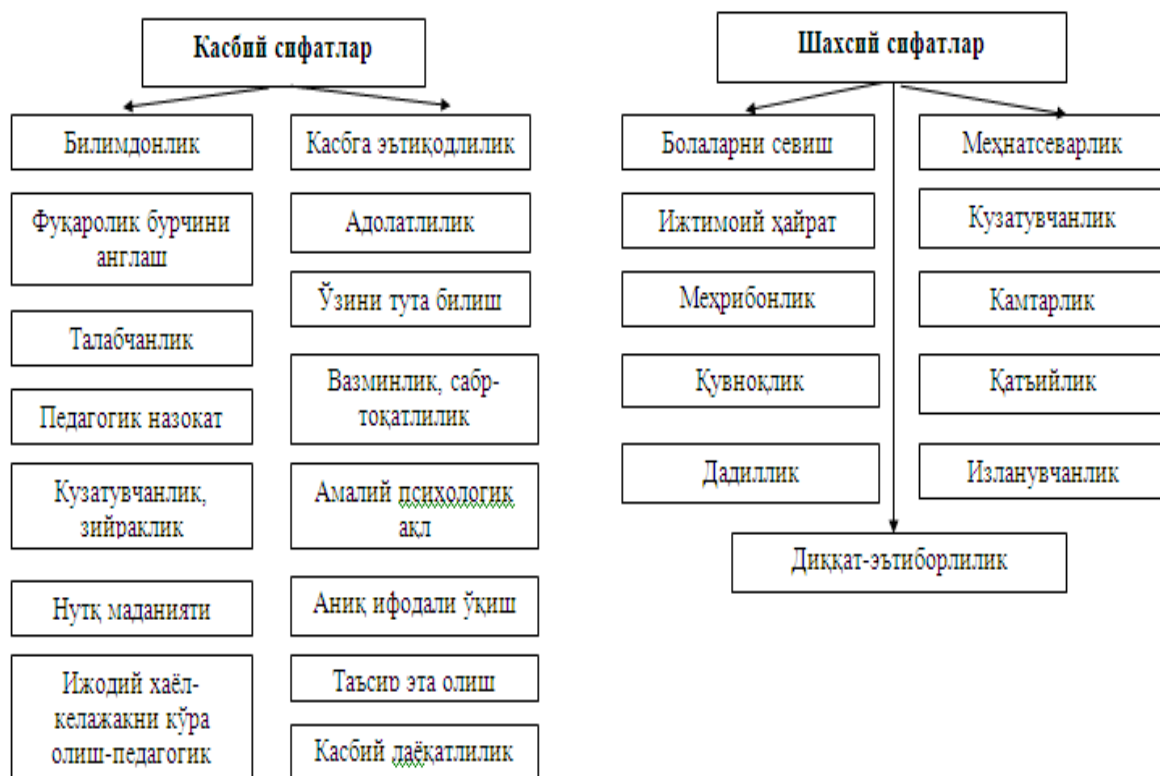 Касбий сифатлар
Билимдонлик
Фуқаролик бурчини
англаш
Талабчанлик
Педагогик назокат
Кузатувчанлик,
зийраклик
Нутқ маданияти
Ижодий хаёл-
келажакни кўра
олиш-педагогик
Касбга эътиқодлилик
Адолатлилик
Ўзини тута билиш
Вазминлик, сабр-
тоқатлилик
Амалий психологик
ақл
Аниқ ифодали ўқиш
Таъсир эта олиш
Касбий лаёқатлилик
Шахсий сифатлар
Болаларни севиш
Ижтимоий ҳайрат
Меҳрибонлик
Қувноқлик
Дадиллик
Меҳнатсеварлик
Кузатувчанлик
Камтарлик
Қатъийлик
Изланувчанлик
Диққат-эътиборлилик